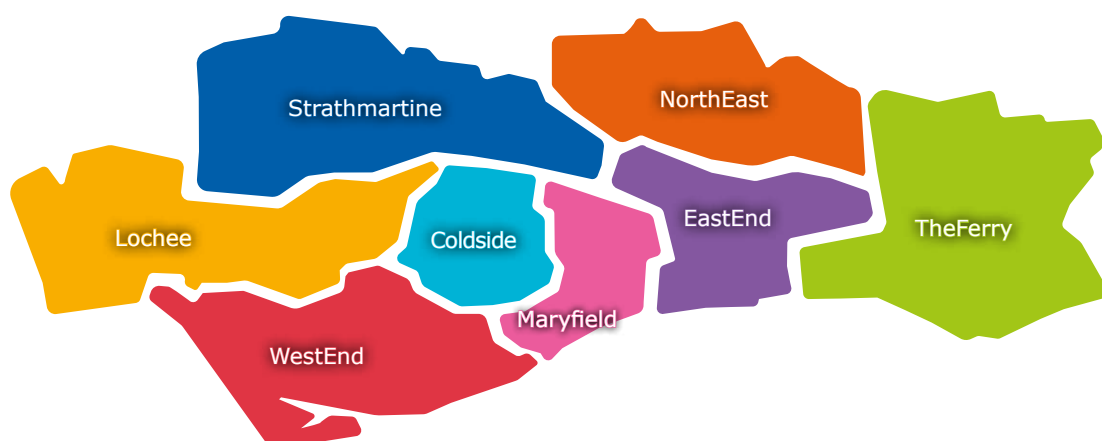 NorthEast
Strathmartine
EastEnd
TheFerry
Lochee
Coldside
Maryfield
WestEnd